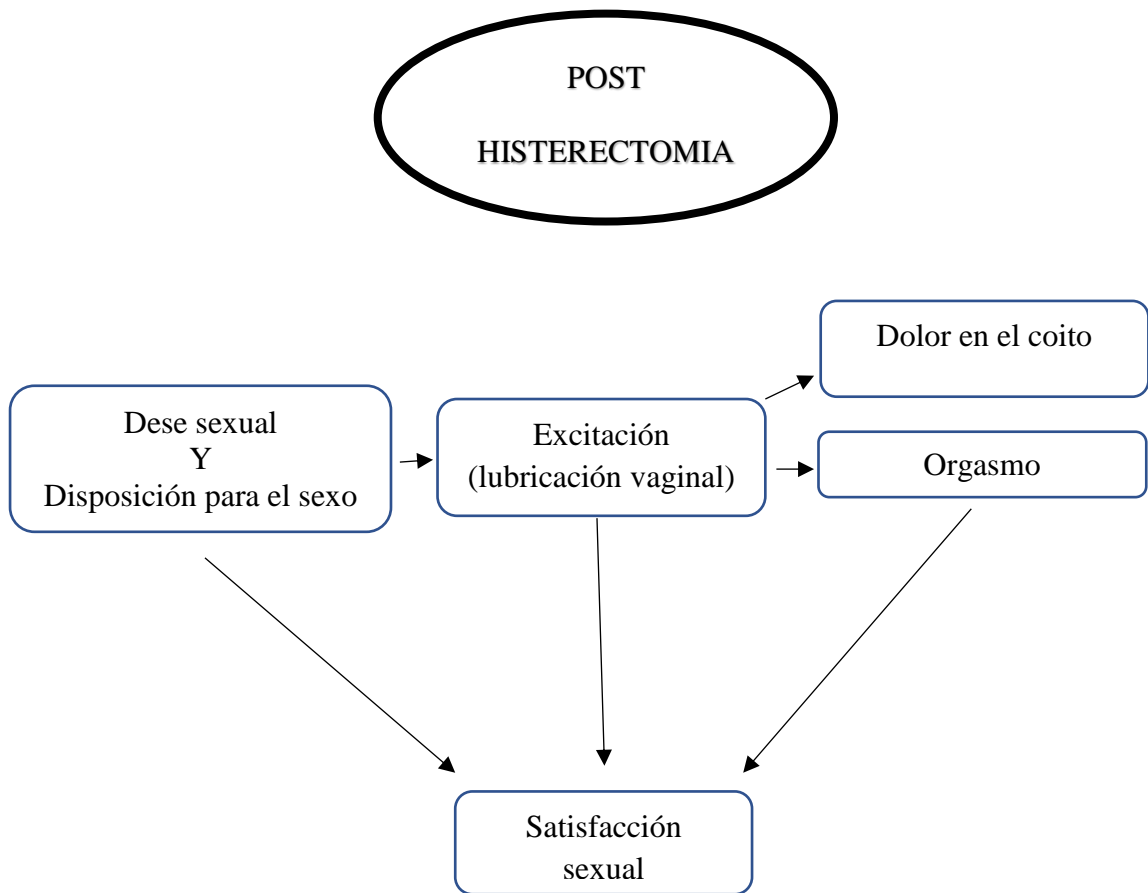 POST
HISTERECTOMIA
Dolor en el coito
Dese sexual
Y
Disposición para el sexo
Excitación
(lubricación vaginal)
Orgasmo
Satisfacción
sexual